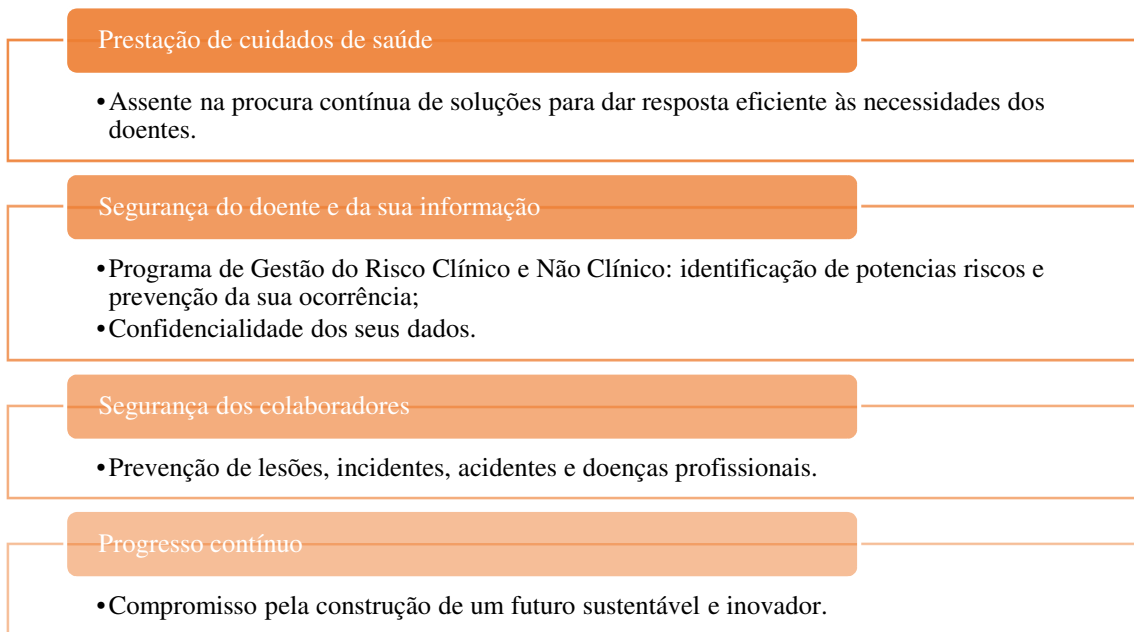 Prestação de cuidados de saúde
•Assente na procura contínua de soluções para dar resposta eficiente às necessidades dos
doentes.
Segurança do doente e da sua informação
•Programa de Gestão do Risco Clínico e Não Clínico: identificação de potencias riscos e
prevenção da sua ocorrência;
•Confidencialidade dos seus dados.
Segurança dos colaboradores
•Prevenção de lesões, incidentes, acidentes e doenças profissionais.
Progresso contínuo
•Compromisso pela construção de um futuro sustentável e inovador.